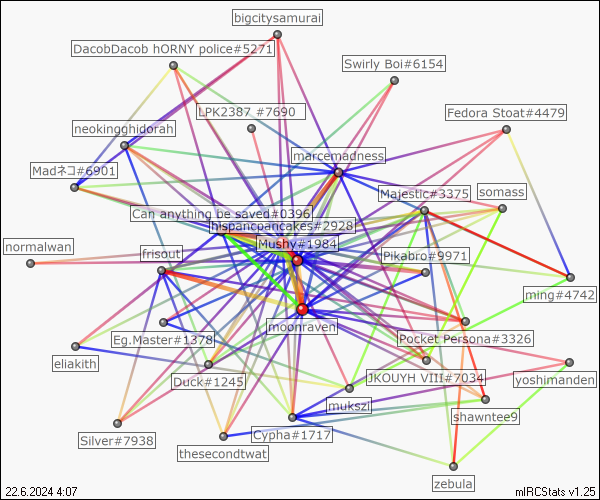 bigcitysamurai
DacobDacob hORNY police#5271
Swirly Boi#6154
LPK2387 _#7690
Fedora Stoat#4479
neokingghidorah
marcemadness
Madネコ#6901
Majestic#3375
somass
Can anything be saved#0396
hispancpancakes#2928
normalwan
Mushy#1984
frisout
Pikabro#9971
ming#4742
moonraven
Eg.Master#1378
Pocket Persona#3326
eliakith
Duck#1245
JKOUYH VIII#7034
yoshimanden
mukszi
shawntee9
Silver#7938
Cypha#1717
thesecondtwat
zebula
22.6.2024 4:07
mIRCStats v1.25